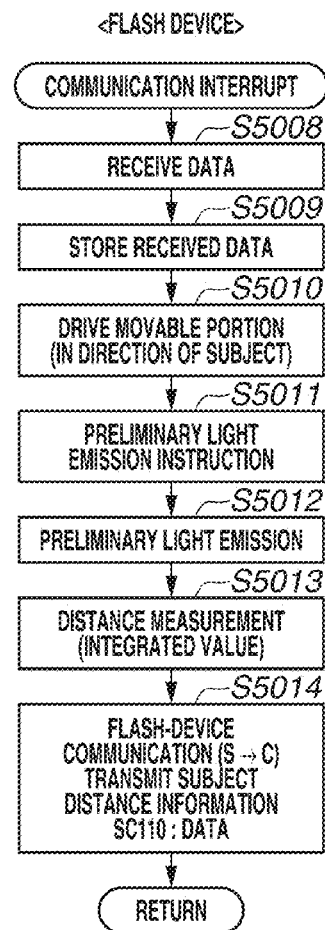 <FLASH DEVICE>
COMMUNICATION INTERRUPT
S5008
RECEIVE DATA
S5009
STORE RECEIVED DATA
S5010
DRIVE MOVABLE PORTION
(IN DIRECTION OF SUBJECT)
S5011
PRELIMINARY LIGHT
EMISSION INSTRUCTION
S5012
PRELIMINARY LIGHT EMISSION
S5013
DISTANCE MEASUREMENT
(INTEGRATED VALUE)
S5014
FLASH-DEVICE
COMMUNICATION (S → C)
TRANSMIT SUBJECT
DISTANCE INFORMATION
SC110 : DATA
RETURN